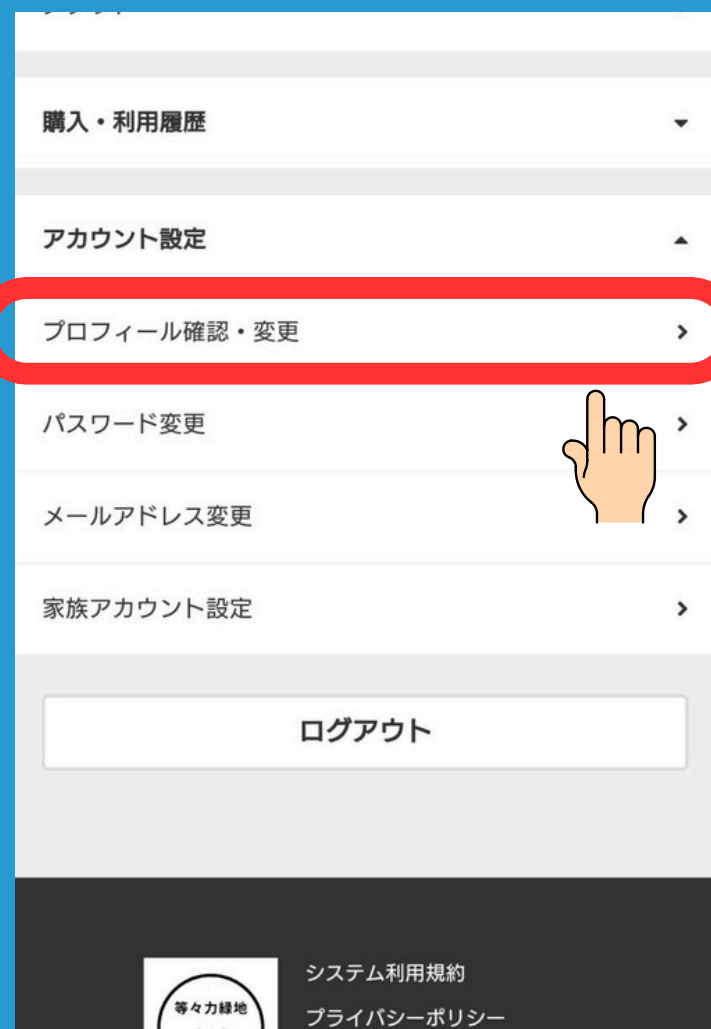 購入・利用履歴
アカウント設定
プロフィール確認・変更
パスワード変更
メールアドレス変更
家族アカウント設定
ログアウト
システム利用規約
等々力緑地
プライバシーポリシー